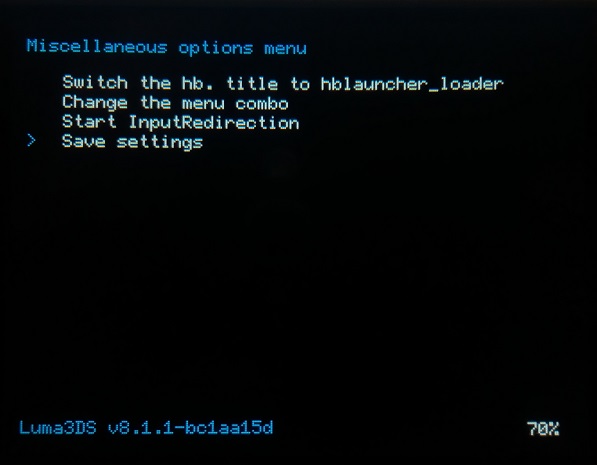 Miscellaneous options menu
Switch the hb. title to hblauncher_loader
Change the menu combo
Start InputRedirection
> Save settings
Luma3DS v8.1.1-bc1aa15d
70%